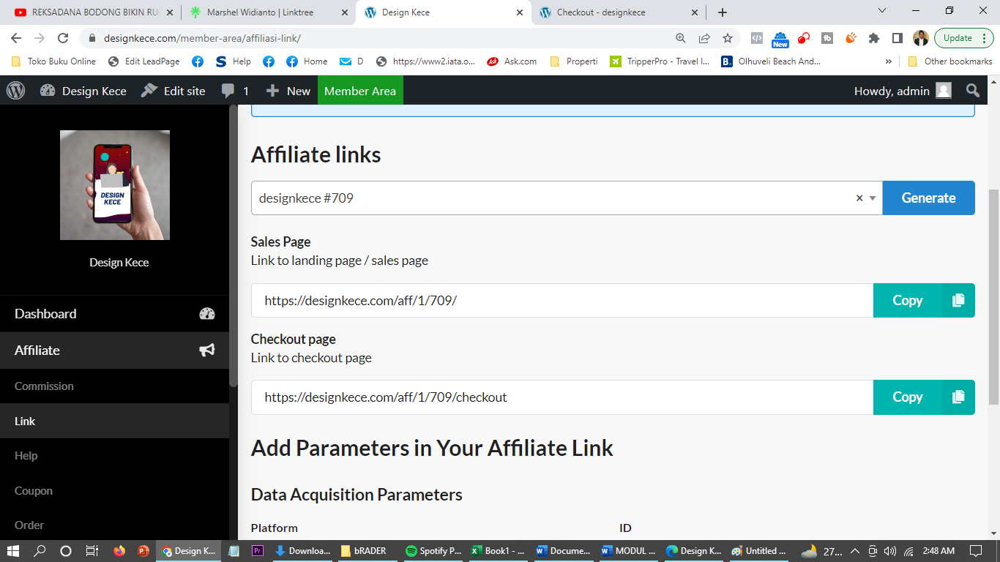 REKSADANA BODONG BIKIN RU
Marshel Widianto | Linktree
Design Kece
Checkout - designkece
designkece.com/member-area/affiliasi-link/
New
Update
Toko Buku Online
Edit LeadPage
Help
Home
D
https://www2.iata.o...
Ask
Ask.com
Properti
TripperPro - Travel I...
B.
Olhuveli Beach And...
»
Other bookmarks
Design Kece
Edit site
1
New
Member Area
Howdy, admin
DESIGN
KECE
Design Kece
Dashboard
Affiliate
Commission
Link
Help
Coupon
Order
Affiliate links
designkece #709
×
Generate
Sales Page
Link to landing page / sales page
https://designkece.com/aff/1/709/
Copy
Checkout page
Link to checkout page
https://designkece.com/aff/1/709/checkout
Copy
Add Parameters in Your Affiliate Link
Data Acquisition Parameters
Platform
ID
Design K...
Pr
Downloa...
bRADER
Spotify P...
Book1 - ...
Docume...
MODUL ...
Design K...
Untitled ...
27...
2:48 AM